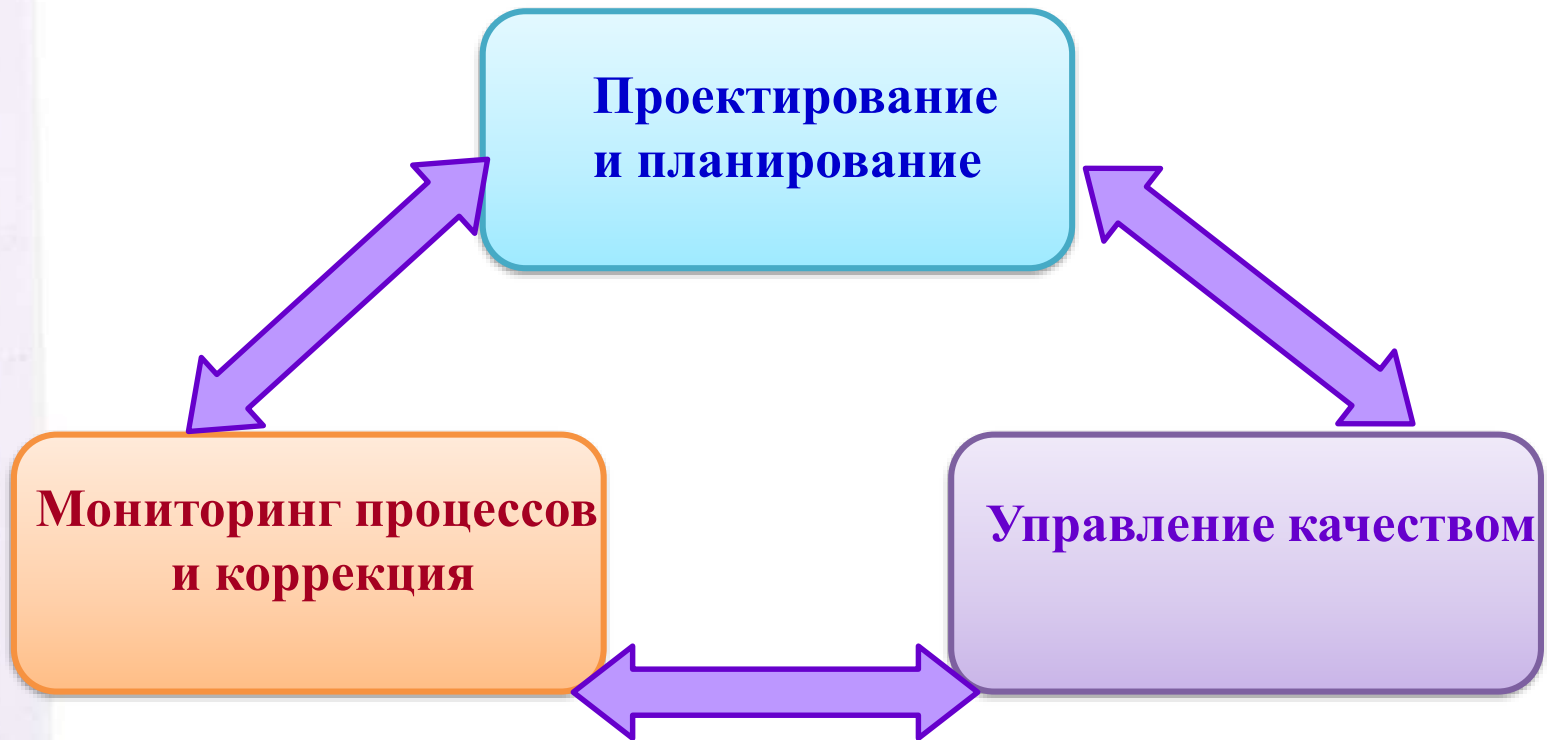 Проектирование
и планирование
Мониторинг процессов
и коррекция
Управление качеством